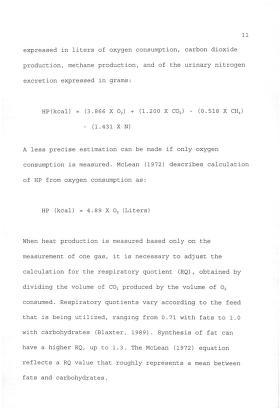 11
expressed in liters of oxygen consumption, carbon dioxide
production, methane production, and of the urinary nitrogen
excretion expressed in grams:
HP(kcal) = (3.866 X O₂) + (1.200 X CO₂) - (0.518 X CH₄)
- (1.431 X N)
A less precise estimation can be made if only oxygen
consumption is measured. McLean (1972) describes calculation
of HP from oxygen consumption as:
HP (kcal) = 4.89 X O₂ (Liters)
When heat production is measured based only on the
measurement of one gas, it is necessary to adjust the
calculation for the respiratory quotient (RQ), obtained by
dividing the volume of CO₂ produced by the volume of O₂
consumed. Respiratory quotients vary according to the feed
that is being utilized, ranging from 0.71 with fats to 1.0
with carbohydrates (Blaxter, 1989). Synthesis of fat can
have a higher RQ, up to 1.3. The McLean (1972) equation
reflects a RQ value that roughly represents a mean between
fats and carbohydrates.